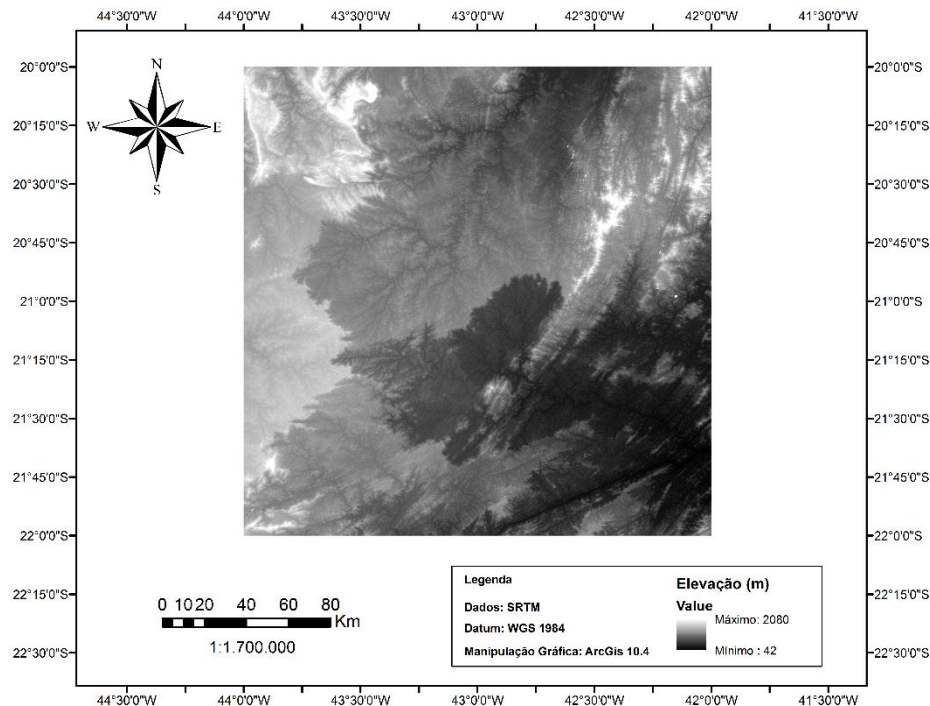 44°30'0"W 44°0'0"W 43°30'0"W 43°0'0"W 42°30'0"W 42°0'0"W 41°30'0"W
20°0'0"S 20°0'0"S
N
20°15'0"S W E 20°15'0"S
20°30'0"S S 20°30'0"S
20°45'0"S 20°45'0"S
21°0'0"S 21°0'0"S
21°15'0"S 21°15'0"S
21°30'0"S 21°30'0"S
21°45'0"S 21°45'0"S
22°0'0"S 22°0'0"S
22°15'0"S 22°15'0"S
22°30'0"S 22°30'0"S
0 10 20 40 60 80
Km
1:1.700.000
Legenda
Dados: SRTM
Datum: WGS 1984
Manipulação Gráfica: ArcGis 10.4
Elevação (m)
Value
Máximo: 2080
Mínimo : 42
44°30'0"W 44°0'0"W 43°30'0"W 43°0'0"W 42°30'0"W 42°0'0"W 41°30'0"W